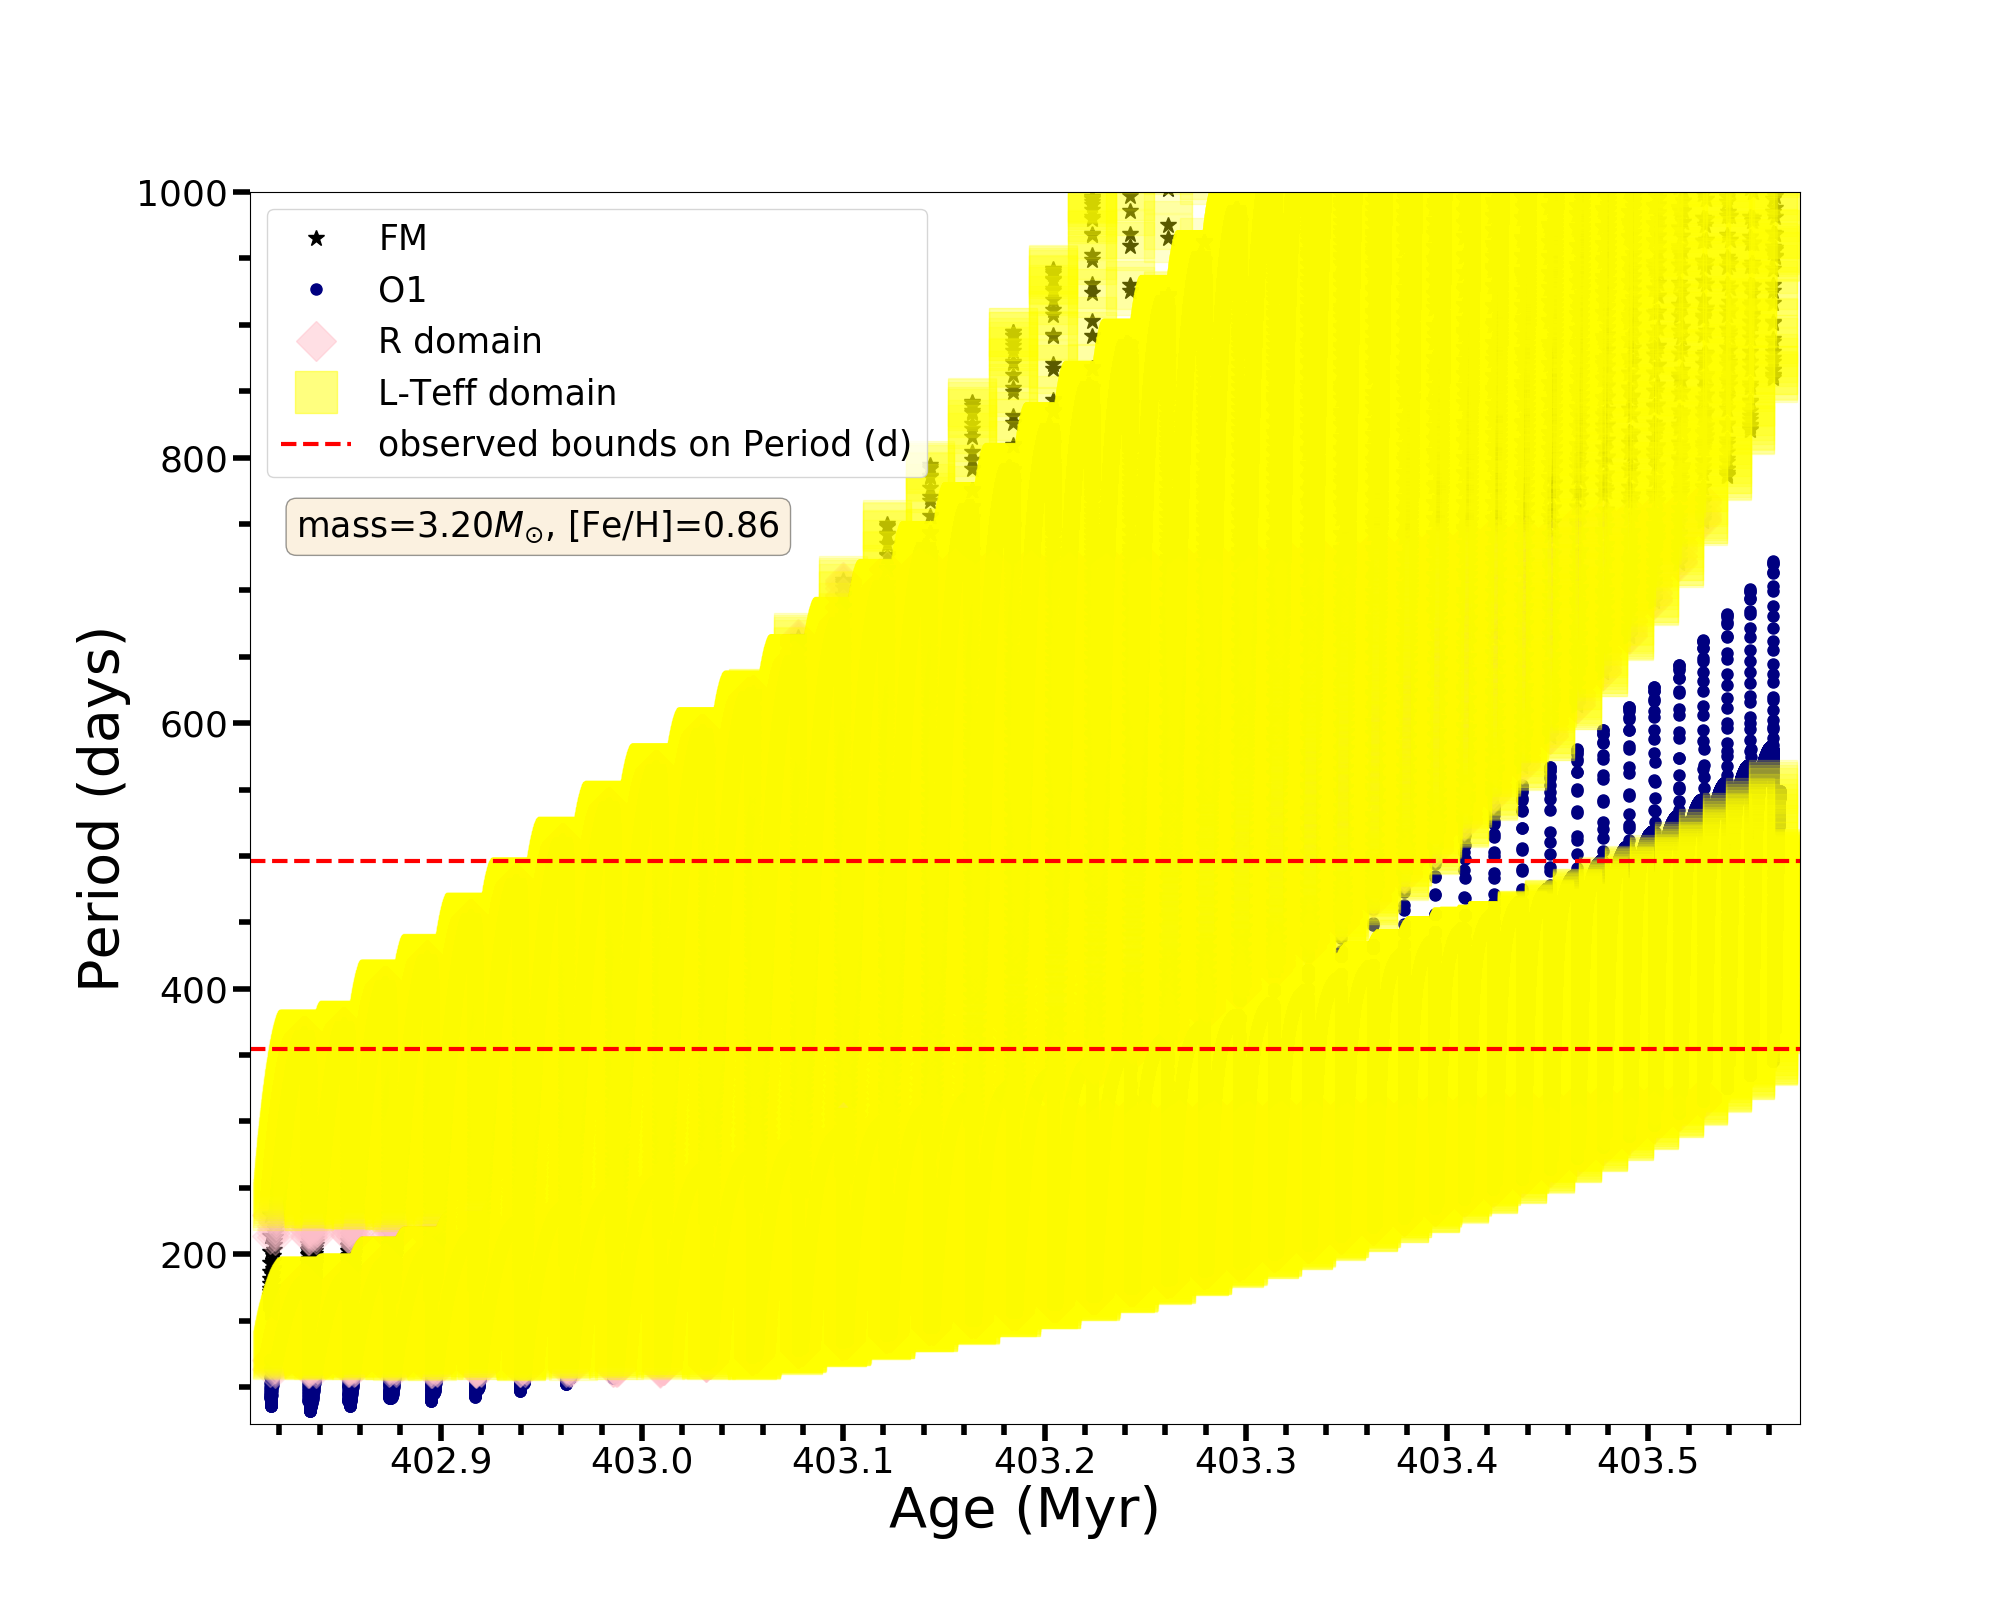 1000
800
600
400
200
Period (days)
FM
O1
R domain
L-Teff domain
observed bounds on Period (d)
mass=3.20M⊙, [Fe/H]=0.86
402.9 403.0 403.1 403.2 403.3 403.4 403.5
Age (Myr)